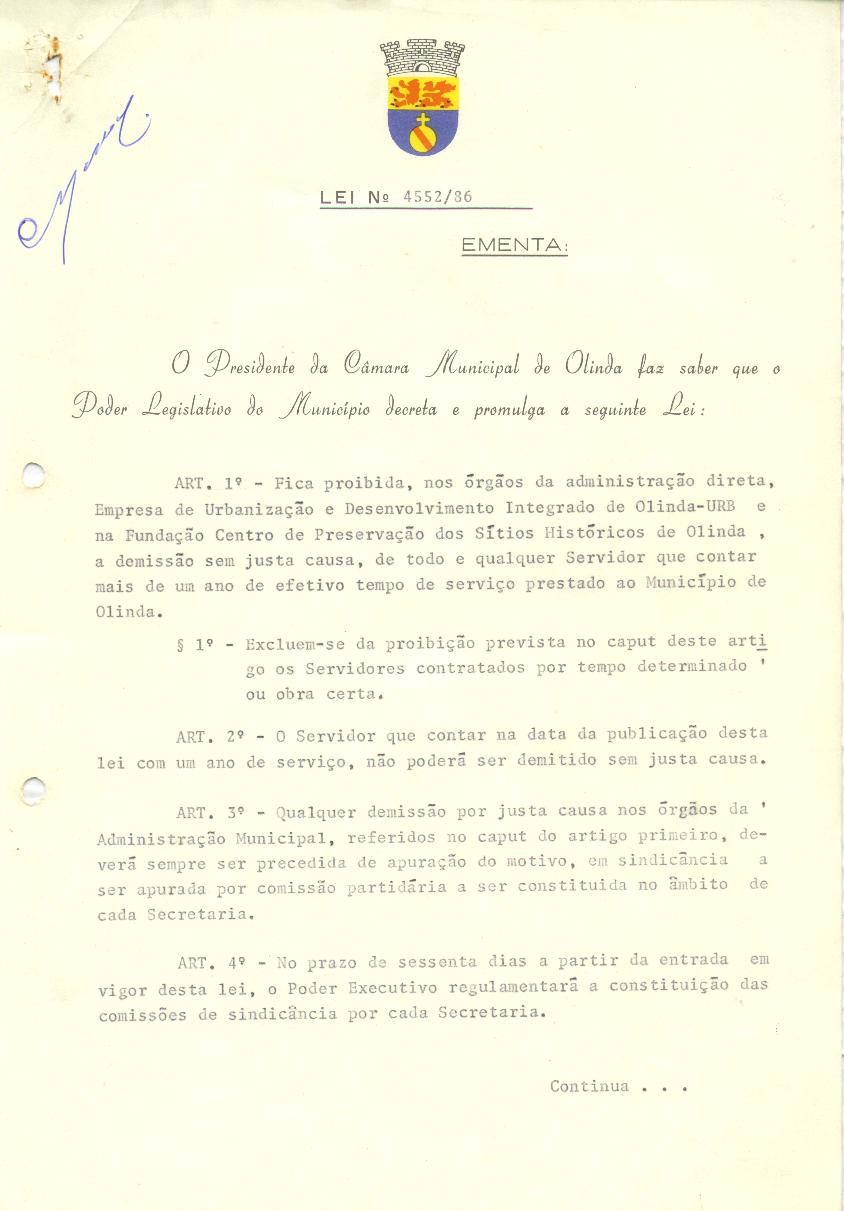 LEI Nº 4552/86
EMENTA:
O Presidente da Câmara Municipal de Olinda faz saber que o
Poder Legislativo do Município decreta e promulga a seguinte Lei:
ART. 1º - Fica proibida, nos órgãos da administração direta,
Empresa de Urbanização e Desenvolvimento Integrado de Olinda-URB e
na Fundação Centro de Preservação dos Sítios Históricos de Olinda ,
a demissão sem justa causa, de todo e qualquer Servidor que contar
mais de um ano de efetivo tempo de serviço prestado ao Município de
Olinda.
§ 1º - Excluem-se da proibição prevista no caput deste arti
go os Servidores contratados por tempo determinado '
ou obra certa.
ART. 2º - O Servidor que contar na data da publicação desta
lei com um ano de serviço, não poderá ser demitido sem justa causa.
ART. 3º - Qualquer demissão por justa causa nos órgãos da '
Administração Municipal, referidos no caput do artigo primeiro, de-
verá sempre ser precedida de apuração do motivo, em sindicância a
ser apurada por comissão partidária a ser constituida no âmbito de
cada Secretaria.
ART. 4º - No prazo de sessenta dias a partir da entrada em
vigor desta lei, o Poder Executivo regulamentará a constituição das
comissões de sindicância por cada Secretaria.
Continua . . .